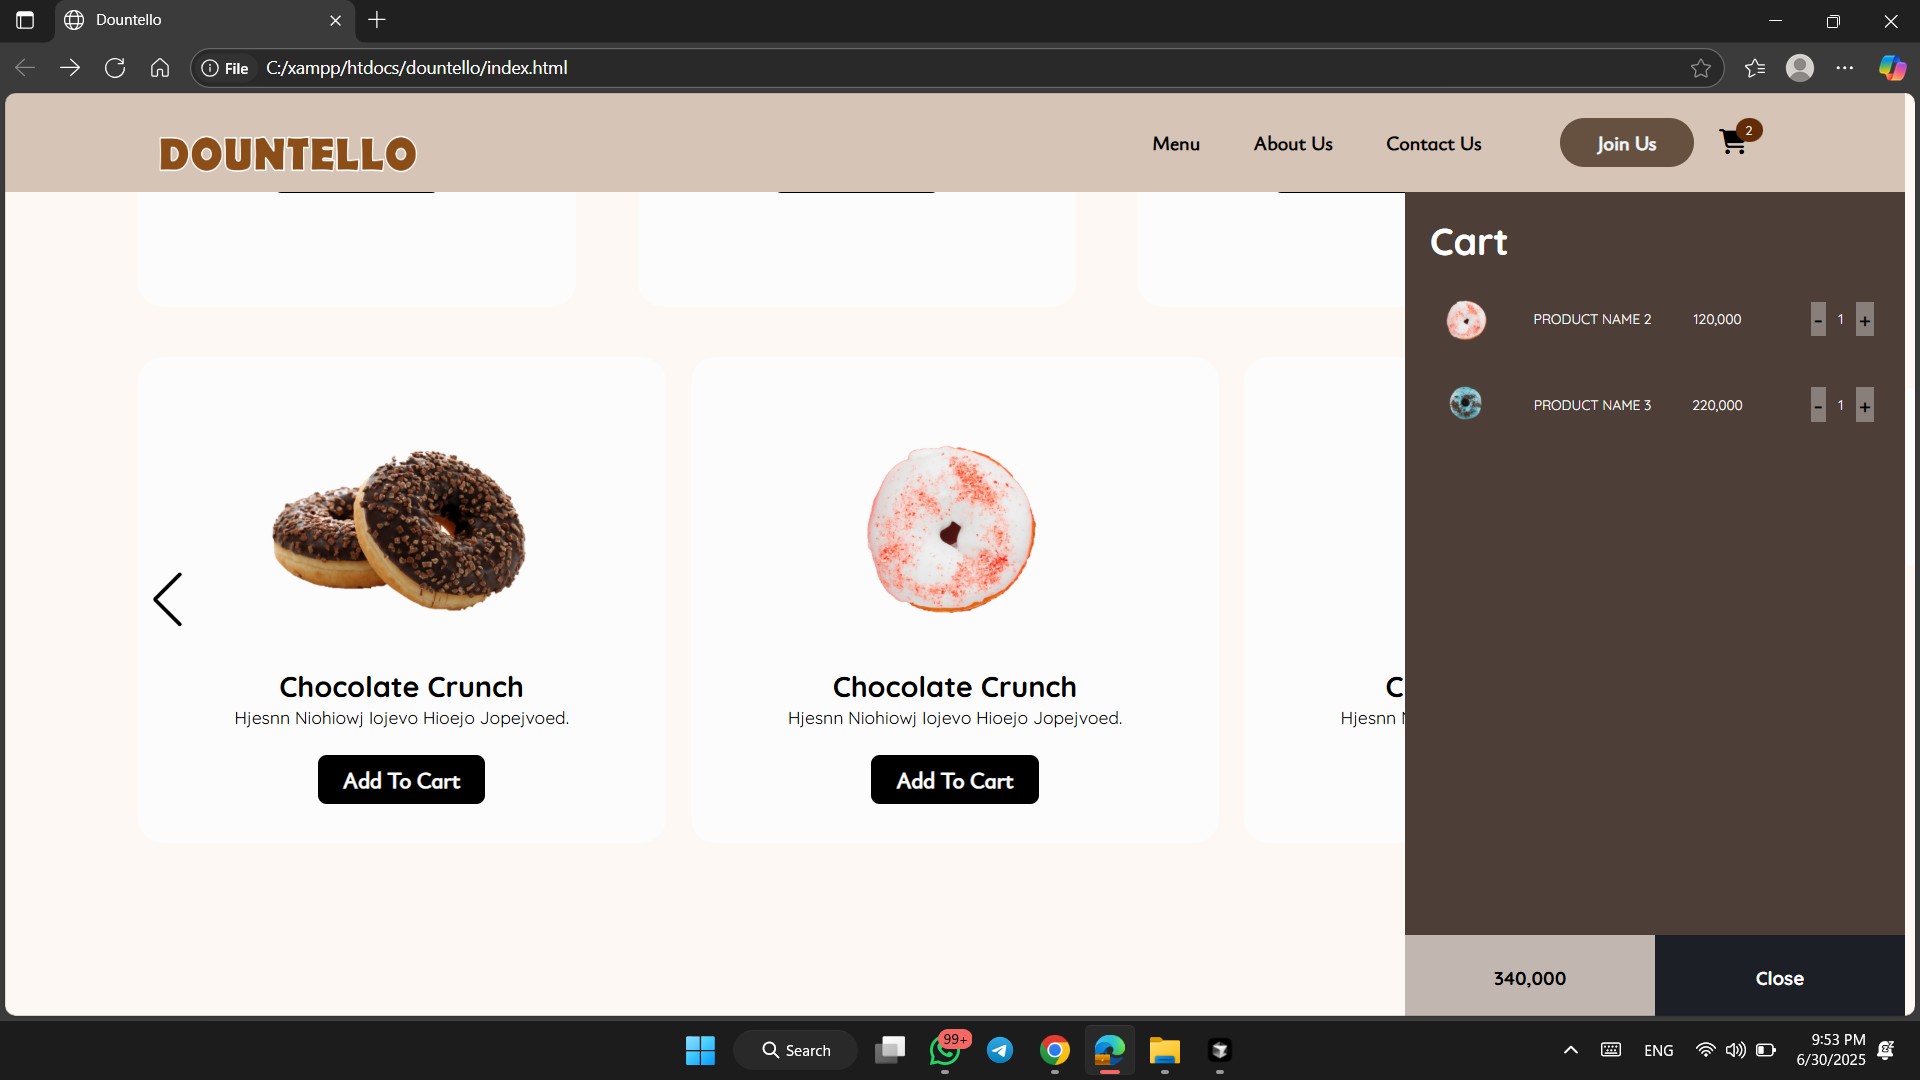 Dountello
File C:/xampp/htdocs/dountello/index.html
DOUNTELLO
Menu About Us Contact Us Join Us 2
Cart
PRODUCT NAME 2 120,000 - 1 +
PRODUCT NAME 3 220,000 - 1 +
Chocolate Crunch Chocolate Crunch C
Hjesnn Niohiowj Iojevo Hioejo Jopejvoed. Hjesnn Niohiowj Iojevo Hioejo Jopejvoed. Hjesnn
Add To Cart Add To Cart
340,000 Close
Search 99+ ENG 9:53 PM
6/30/2025